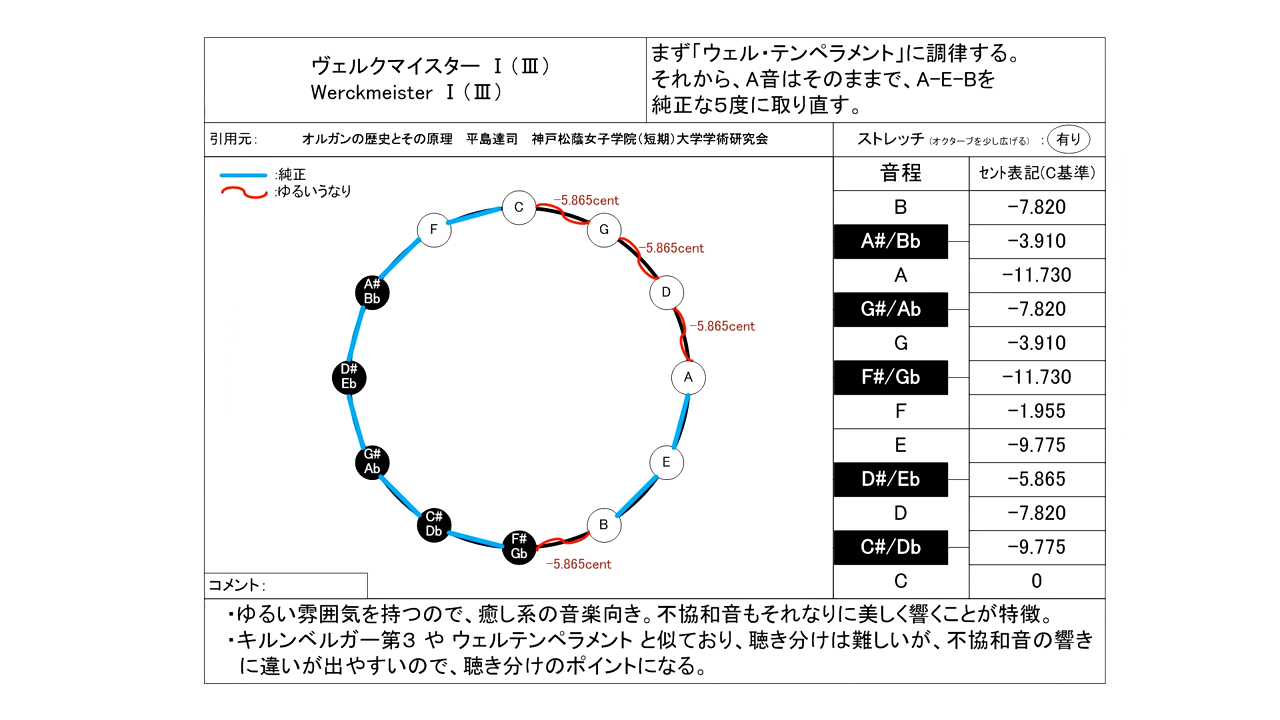 ヴェルクマイスター Ⅰ（Ⅲ）
Werckmeister Ⅰ（Ⅲ）
まず「ウェル・テンペラメント」に調律する。
それから、A音はそのままで、A-E-Bを
純正な5度に取り直す。
引用元： オルガンの歴史とその原理　平島達司　神戸松蔭女子学院（短期）大学学術研究会
ストレッチ（オクターブを少し広げる）：有り
:純正
:ゆるいうなり
C
G
D
A
E
B
F#
Gb
C#
Db
G#
Ab
D#
Eb
A#
Bb
F
-5.865cent
-5.865cent
-5.865cent
-5.865cent
音程 セント表記（C基準）
B -7.820
A#/Bb -3.910
A -11.730
G#/Ab -7.820
G -3.910
F#/Gb -11.730
F -1.955
E -9.775
D#/Eb -5.865
D -7.820
C#/Db -9.775
C 0
コメント：
・ゆるい雰囲気を持つので、癒し系の音楽向き。不協和音もそれなりに美しく響くことが特徴。
・キルンベルガー第3 や ウェルテンペラメント と似ており、聴き分けは難しいが、不協和音の響き
に違いが出やすいので、聴き分けのポイントになる。